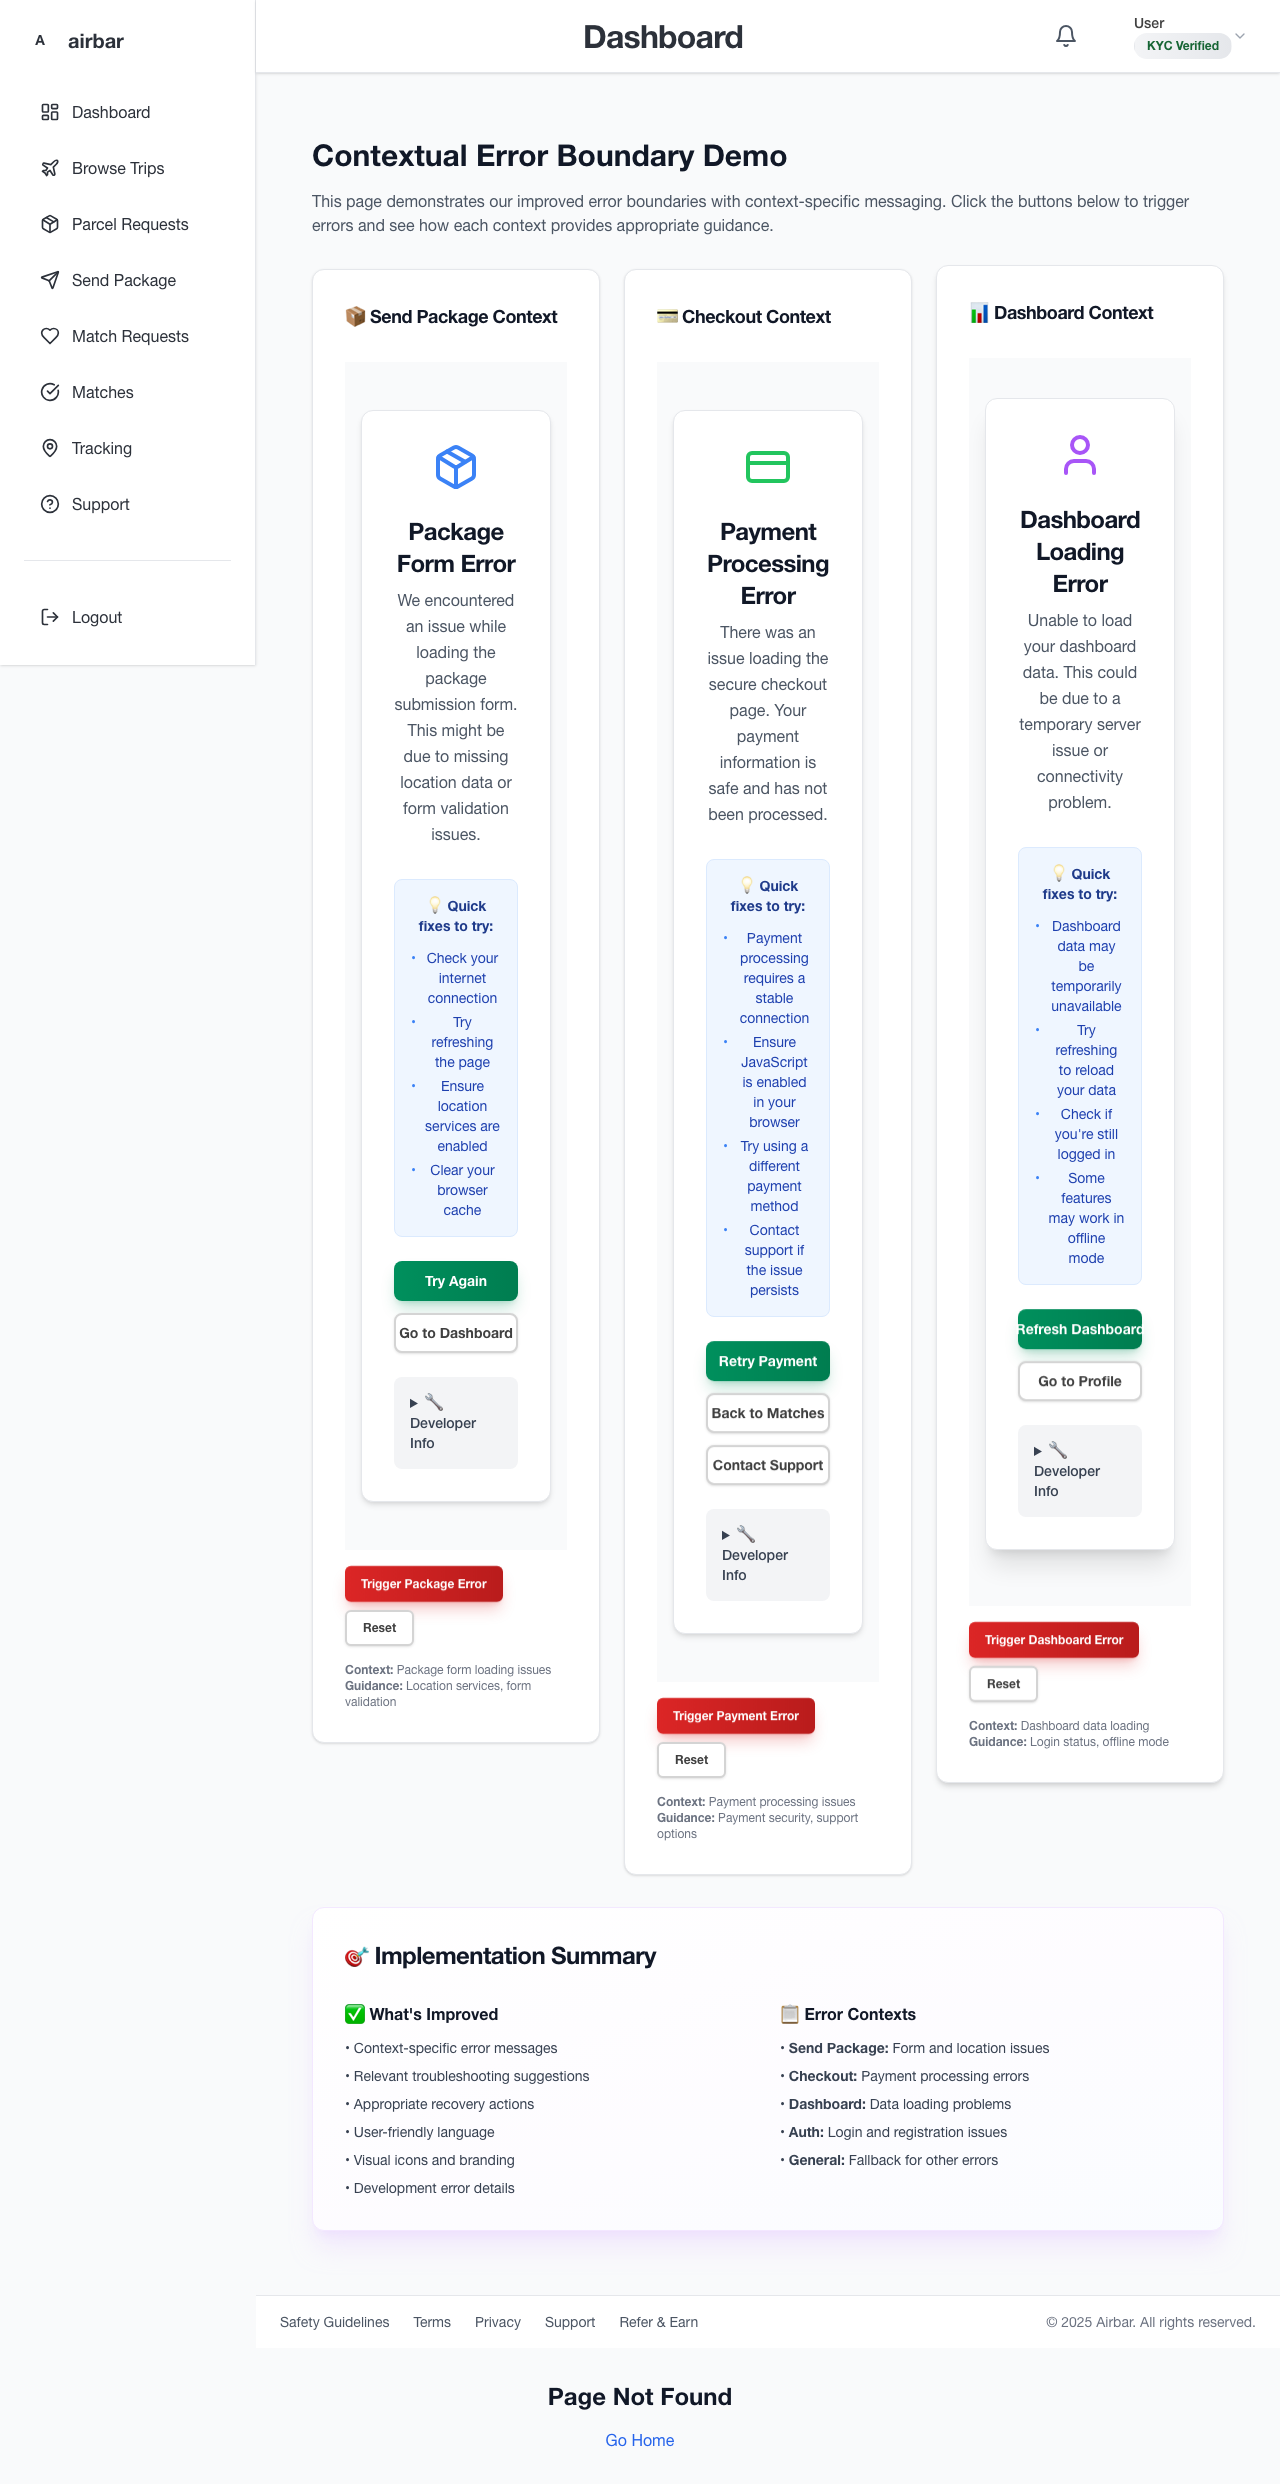 A airbar
Dashboard
Browse Trips
Parcel Requests
Send Package
Match Requests
Matches
Tracking
Support
Logout
Dashboard
User
KYC Verified
Contextual Error Boundary Demo
This page demonstrates our improved error boundaries with context-specific messaging. Click the buttons below to trigger
errors and see how each context provides appropriate guidance.
📦 Send Package Context
Package
Form Error
We encountered
an issue while
loading the
package
submission form.
This might be
due to missing
location data or
form validation
issues.
💡 Quick
fixes to try:
• Check your
internet
connection
• Try
refreshing
the page
• Ensure
location
services are
enabled
• Clear your
browser
cache
Try Again
Go to Dashboard
▶ 🔧
Developer
Info
Trigger Package Error
Reset
Context: Package form loading issues
Guidance: Location services, form
validation
💳 Checkout Context
Payment
Processing
Error
There was an
issue loading the
secure checkout
page. Your
payment
information is
safe and has not
been processed.
💡 Quick
fixes to try:
• Payment
processing
requires a
stable
connection
• Ensure
JavaScript
is enabled
in your
browser
• Try using a
different
payment
method
• Contact
support if
the issue
persists
Retry Payment
Back to Matches
Contact Support
▶ 🔧
Developer
Info
Trigger Payment Error
Reset
Context: Payment processing issues
Guidance: Payment security, support
options
📊 Dashboard Context
Dashboard
Loading
Error
Unable to load
your dashboard
data. This could
be due to a
temporary server
issue or
connectivity
problem.
💡 Quick
fixes to try:
• Dashboard
data may
be
temporarily
unavailable
• Try
refreshing
to reload
your data
• Check if
you're still
logged in
• Some
features
may work in
offline
mode
Refresh Dashboard
Go to Profile
▶ 🔧
Developer
Info
Trigger Dashboard Error
Reset
Context: Dashboard data loading
Guidance: Login status, offline mode
🎯 Implementation Summary
✅ What's Improved
• Context-specific error messages
• Relevant troubleshooting suggestions
• Appropriate recovery actions
• User-friendly language
• Visual icons and branding
• Development error details
📋 Error Contexts
• Send Package: Form and location issues
• Checkout: Payment processing errors
• Dashboard: Data loading problems
• Auth: Login and registration issues
• General: Fallback for other errors
Safety Guidelines Terms Privacy Support Refer & Earn © 2025 Airbar. All rights reserved.
Page Not Found
Go Home